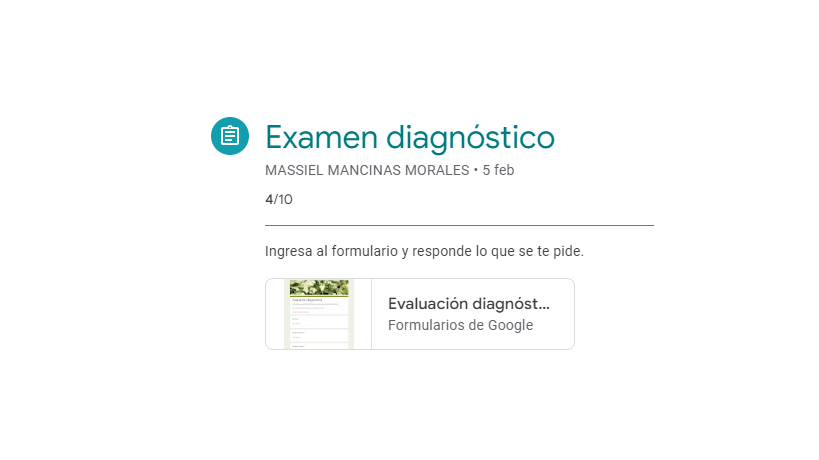 Examen diagnóstico
MASSIEL MANCINAS MORALES • 5 feb
4/10
Ingresa al formulario y responde lo que se te pide.
Evaluación diagnóst...
Formularios de Google